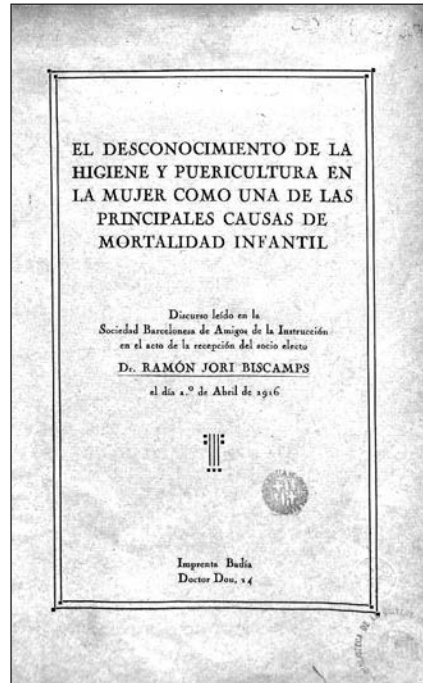 EL DESCONOCIMIENTO DE LA
HIGIENE Y PUERICULTURA EN
LA MUJER COMO UNA DE LAS
PRINCIPALES CAUSAS DE
MORTALIDAD INFANTIL
Discurso leído en la
Sociedad Barcelonesa de Amigos de la Instrucción
en el acto de la recepción del socio electo
Dr. RAMÓN JORI BISCAMPS
el día 1.º de Abril de 1916
Imprenta Badía
Doctor Dou, 14